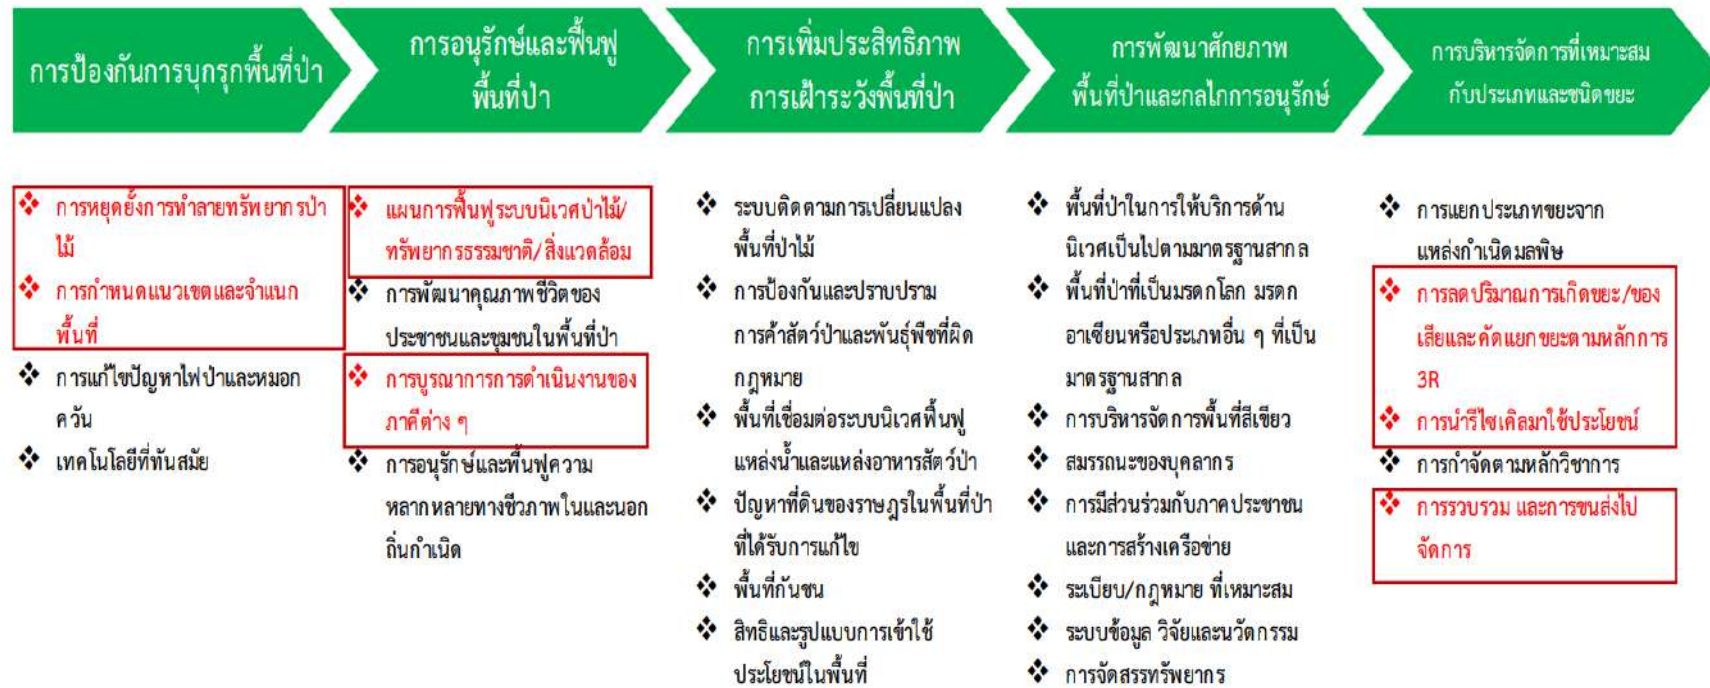 การป้องกันการบุกรุกพื้นที่ป่า
การอนุรักษ์และฟื้นฟู
พื้นที่ป่า
การเพิ่มประสิทธิภาพ
การเฝ้าระวังพื้นที่ป่า
การพัฒนาศักยภาพ
พื้นที่ป่าและกลไกการอนุรักษ์
การบริหารจัดการที่เหมาะสม
กับประเภทและชนิดขยะ
❖ การหยุดยั้งการทำลายทรัพยากรป่า
ไม้
❖ การกำหนดแนวเขตและจำแนก
พื้นที่
❖ การแก้ไขปัญหาไฟป่าและหมอก
ควัน
❖ เทคโนโลยีที่ทันสมัย
❖ แผนการฟื้นฟูระบบนิเวศป่าไม้/
ทรัพยากรธรรมชาติ/สิ่งแวดล้อม
❖ การพัฒนาคุณภาพชีวิตของ
ประชาชนและชุมชนในพื้นที่ป่า
❖ การบูรณาการการดำเนินงานของ
ภาคีต่าง ๆ
❖ การอนุรักษ์และฟื้นฟูความ
หลากหลายทางชีวภาพในและนอก
ถิ่นกำเนิด
❖ ระบบติดตามการเปลี่ยนแปลง
พื้นที่ป่าไม้
❖ การป้องกันและปราบปราม
การค้าสัตว์ป่าและพันธุ์พืชที่ผิด
กฎหมาย
❖ พื้นที่เชื่อมต่อระบบนิเวศฟื้นฟู
แหล่งน้ำและแหล่งอาหารสัตว์ป่า
❖ ปัญหาที่ดินของราษฎรในพื้นที่ป่า
ที่ได้รับการแก้ไข
❖ พื้นที่กันชน
❖ สิทธิและรูปแบบการเข้าใช้
ประโยชน์ในพื้นที่
❖ พื้นที่ป่าในการให้บริการด้าน
นิเวศเป็นไปตามมาตรฐานสากล
❖ พื้นที่ป่าที่เป็นมรดกโลก มรดก
อาเซียนหรือประเภทอื่น ๆ ที่เป็น
มาตรฐานสากล
❖ การบริหารจัดการพื้นที่สีเขียว
❖ สมรรถนะของบุคลากร
❖ การมีส่วนร่วมกับภาคประชาชน
และการสร้างเครือข่าย
❖ ระเบียบ/กฎหมาย ที่เหมาะสม
❖ ระบบข้อมูล วิจัยและนวัตกรรม
❖ การจัดสรรทรัพยากร
❖ การแยกประเภทขยะจาก
แหล่งกำเนิดมลพิษ
❖ การลดปริมาณการเกิดขยะ/ของ
เสียและคัดแยกขยะตามหลักการ
3R
❖ การนำรีไซเคิลมาใช้ประโยชน์
❖ การกำจัดตามหลักวิชาการ
❖ การรวบรวม และการขนส่งไป
จัดการ